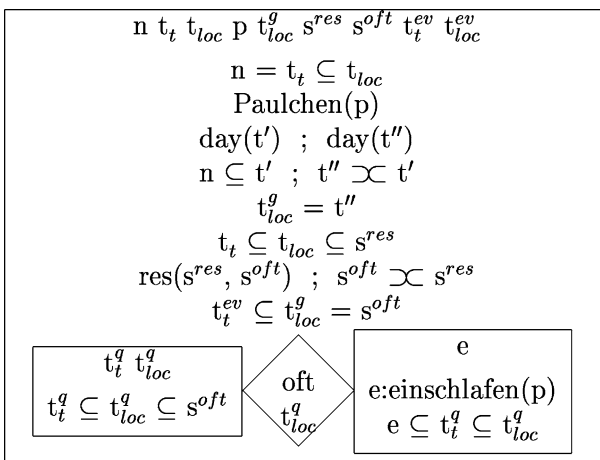 n t_t t_loc p t^g_loc s^res s^oft t^ev_t t^ev_loc
n = t_t ⊆ t_loc
Paulchen(p)
day(t′) ; day(t″)
n ⊆ t′ ; t″ ⊃⊂ t′
t^g_loc = t″
t_t ⊆ t_loc ⊆ s^res
res(s^res, s^oft) ; s^oft ⊃⊂ s^res
t^ev_t ⊆ t^g_loc = s^oft
t^q_t t^q_loc
t^q_t ⊆ t^q_loc ⊆ s^oft
oft
t^q_loc
e
e:einschlafen(p)
e ⊆ t^q_t ⊆ t^q_loc